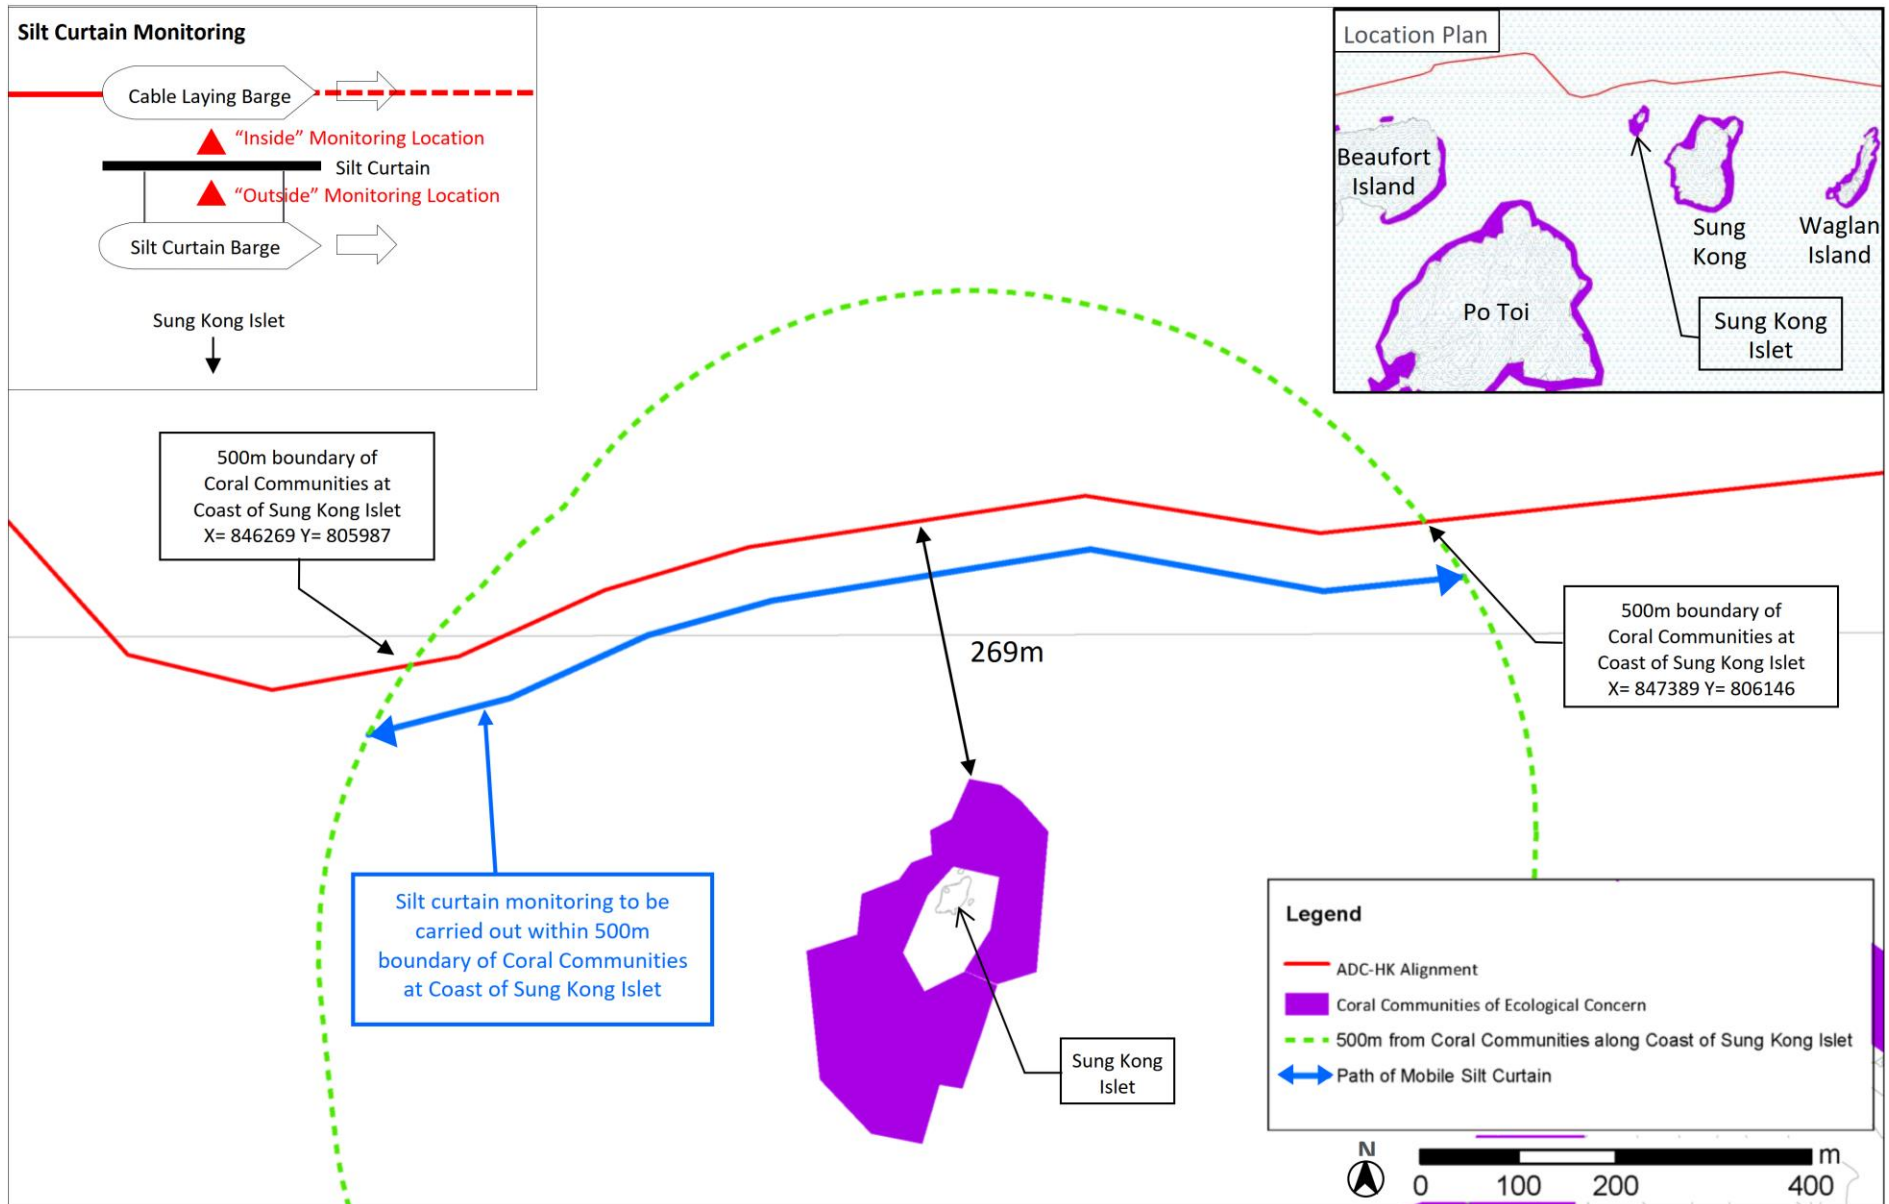 Silt Curtain Monitoring
Cable Laying Barge
“Inside” Monitoring Location
Silt Curtain
“Outside” Monitoring Location
Silt Curtain Barge
Sung Kong Islet
Location Plan
Beaufort
Island
Sung
Kong
Waglan
Island
Po Toi
Sung Kong
Islet
500m boundary of
Coral Communities at
Coast of Sung Kong Islet
X= 846269 Y= 805987
269m
500m boundary of
Coral Communities at
Coast of Sung Kong Islet
X= 847389 Y= 806146
Silt curtain monitoring to be
carried out within 500m
boundary of Coral Communities
at Coast of Sung Kong Islet
Sung Kong
Islet
Legend
ADC-HK Alignment
Coral Communities of Ecological Concern
500m from Coral Communities along Coast of Sung Kong Islet
Path of Mobile Silt Curtain
N
m
0 100 200 400